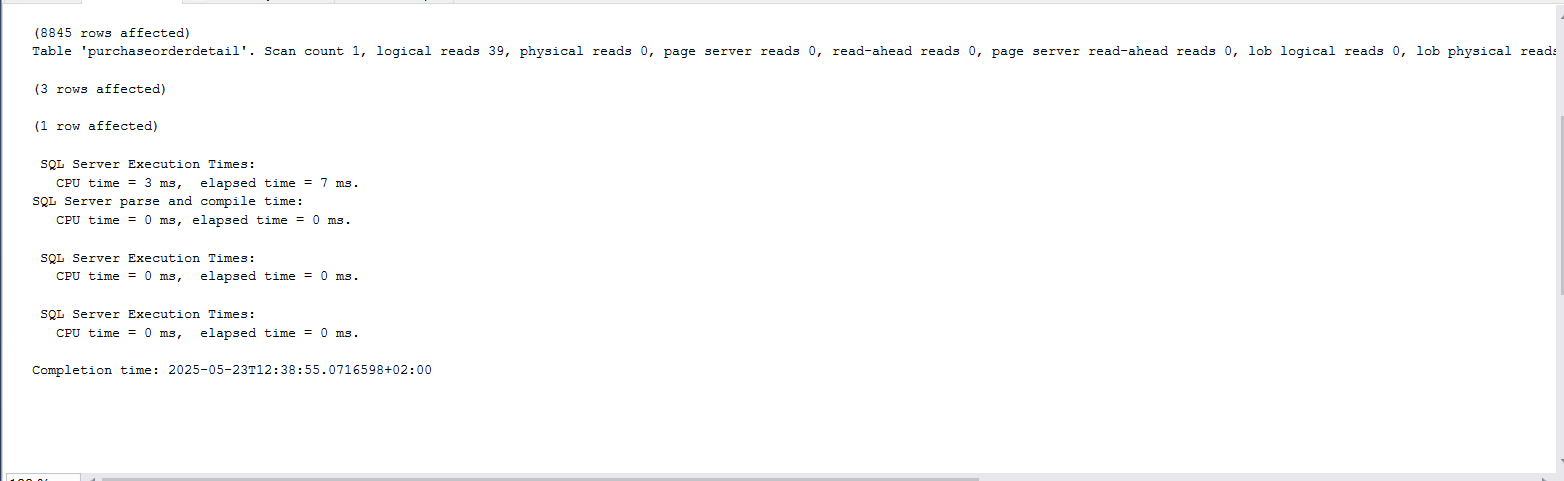 (8845 rows affected)
Table 'purchaseorderdetail'. Scan count 1, logical reads 39, physical reads 0, page server reads 0, read-ahead reads 0, page server read-ahead reads 0, lob logical reads 0, lob physical reads
(3 rows affected)
(1 row affected)
SQL Server Execution Times:
CPU time = 3 ms,  elapsed time = 7 ms.
SQL Server parse and compile time:
CPU time = 0 ms, elapsed time = 0 ms.
SQL Server Execution Times:
CPU time = 0 ms,  elapsed time = 0 ms.
SQL Server Execution Times:
CPU time = 0 ms,  elapsed time = 0 ms.
Completion time: 2025-05-23T12:38:55.0716598+02:00